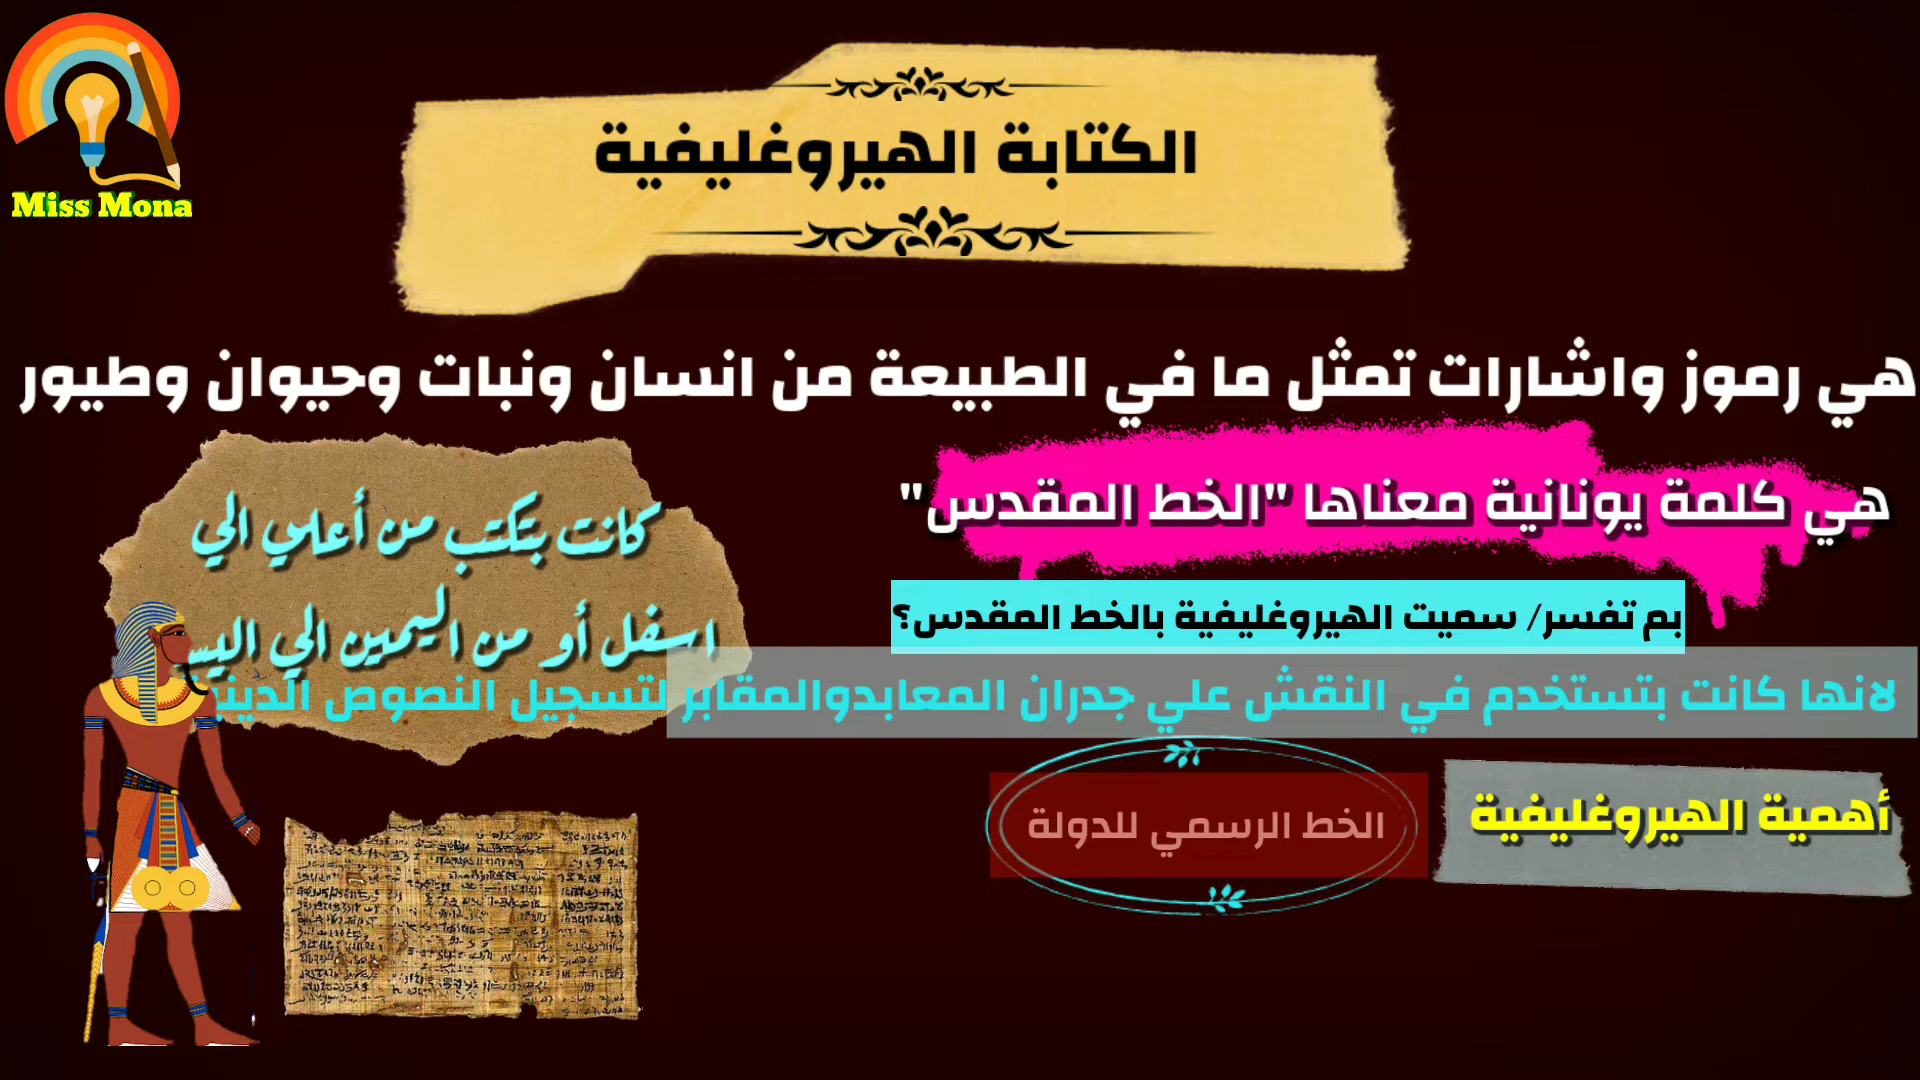 Miss Mona
الكتابة الهيروغليفية
هي رموز واشارات تمثل ما في الطبيعة من انسان ونبات وحيوان وطيور
هي كلمة يونانية معناها "الخط المقدس"
كانت بتكتب من أعلي الي
اسفل أو من اليمين الي
بم تفسر/ سميت الهيروغليفية بالخط المقدس؟
لانها كانت بتستخدم في النقش علي جدران المعابدوالمقابر لتسجيل النصوص
أهمية الهيروغليفية
الخط الرسمي للدولة